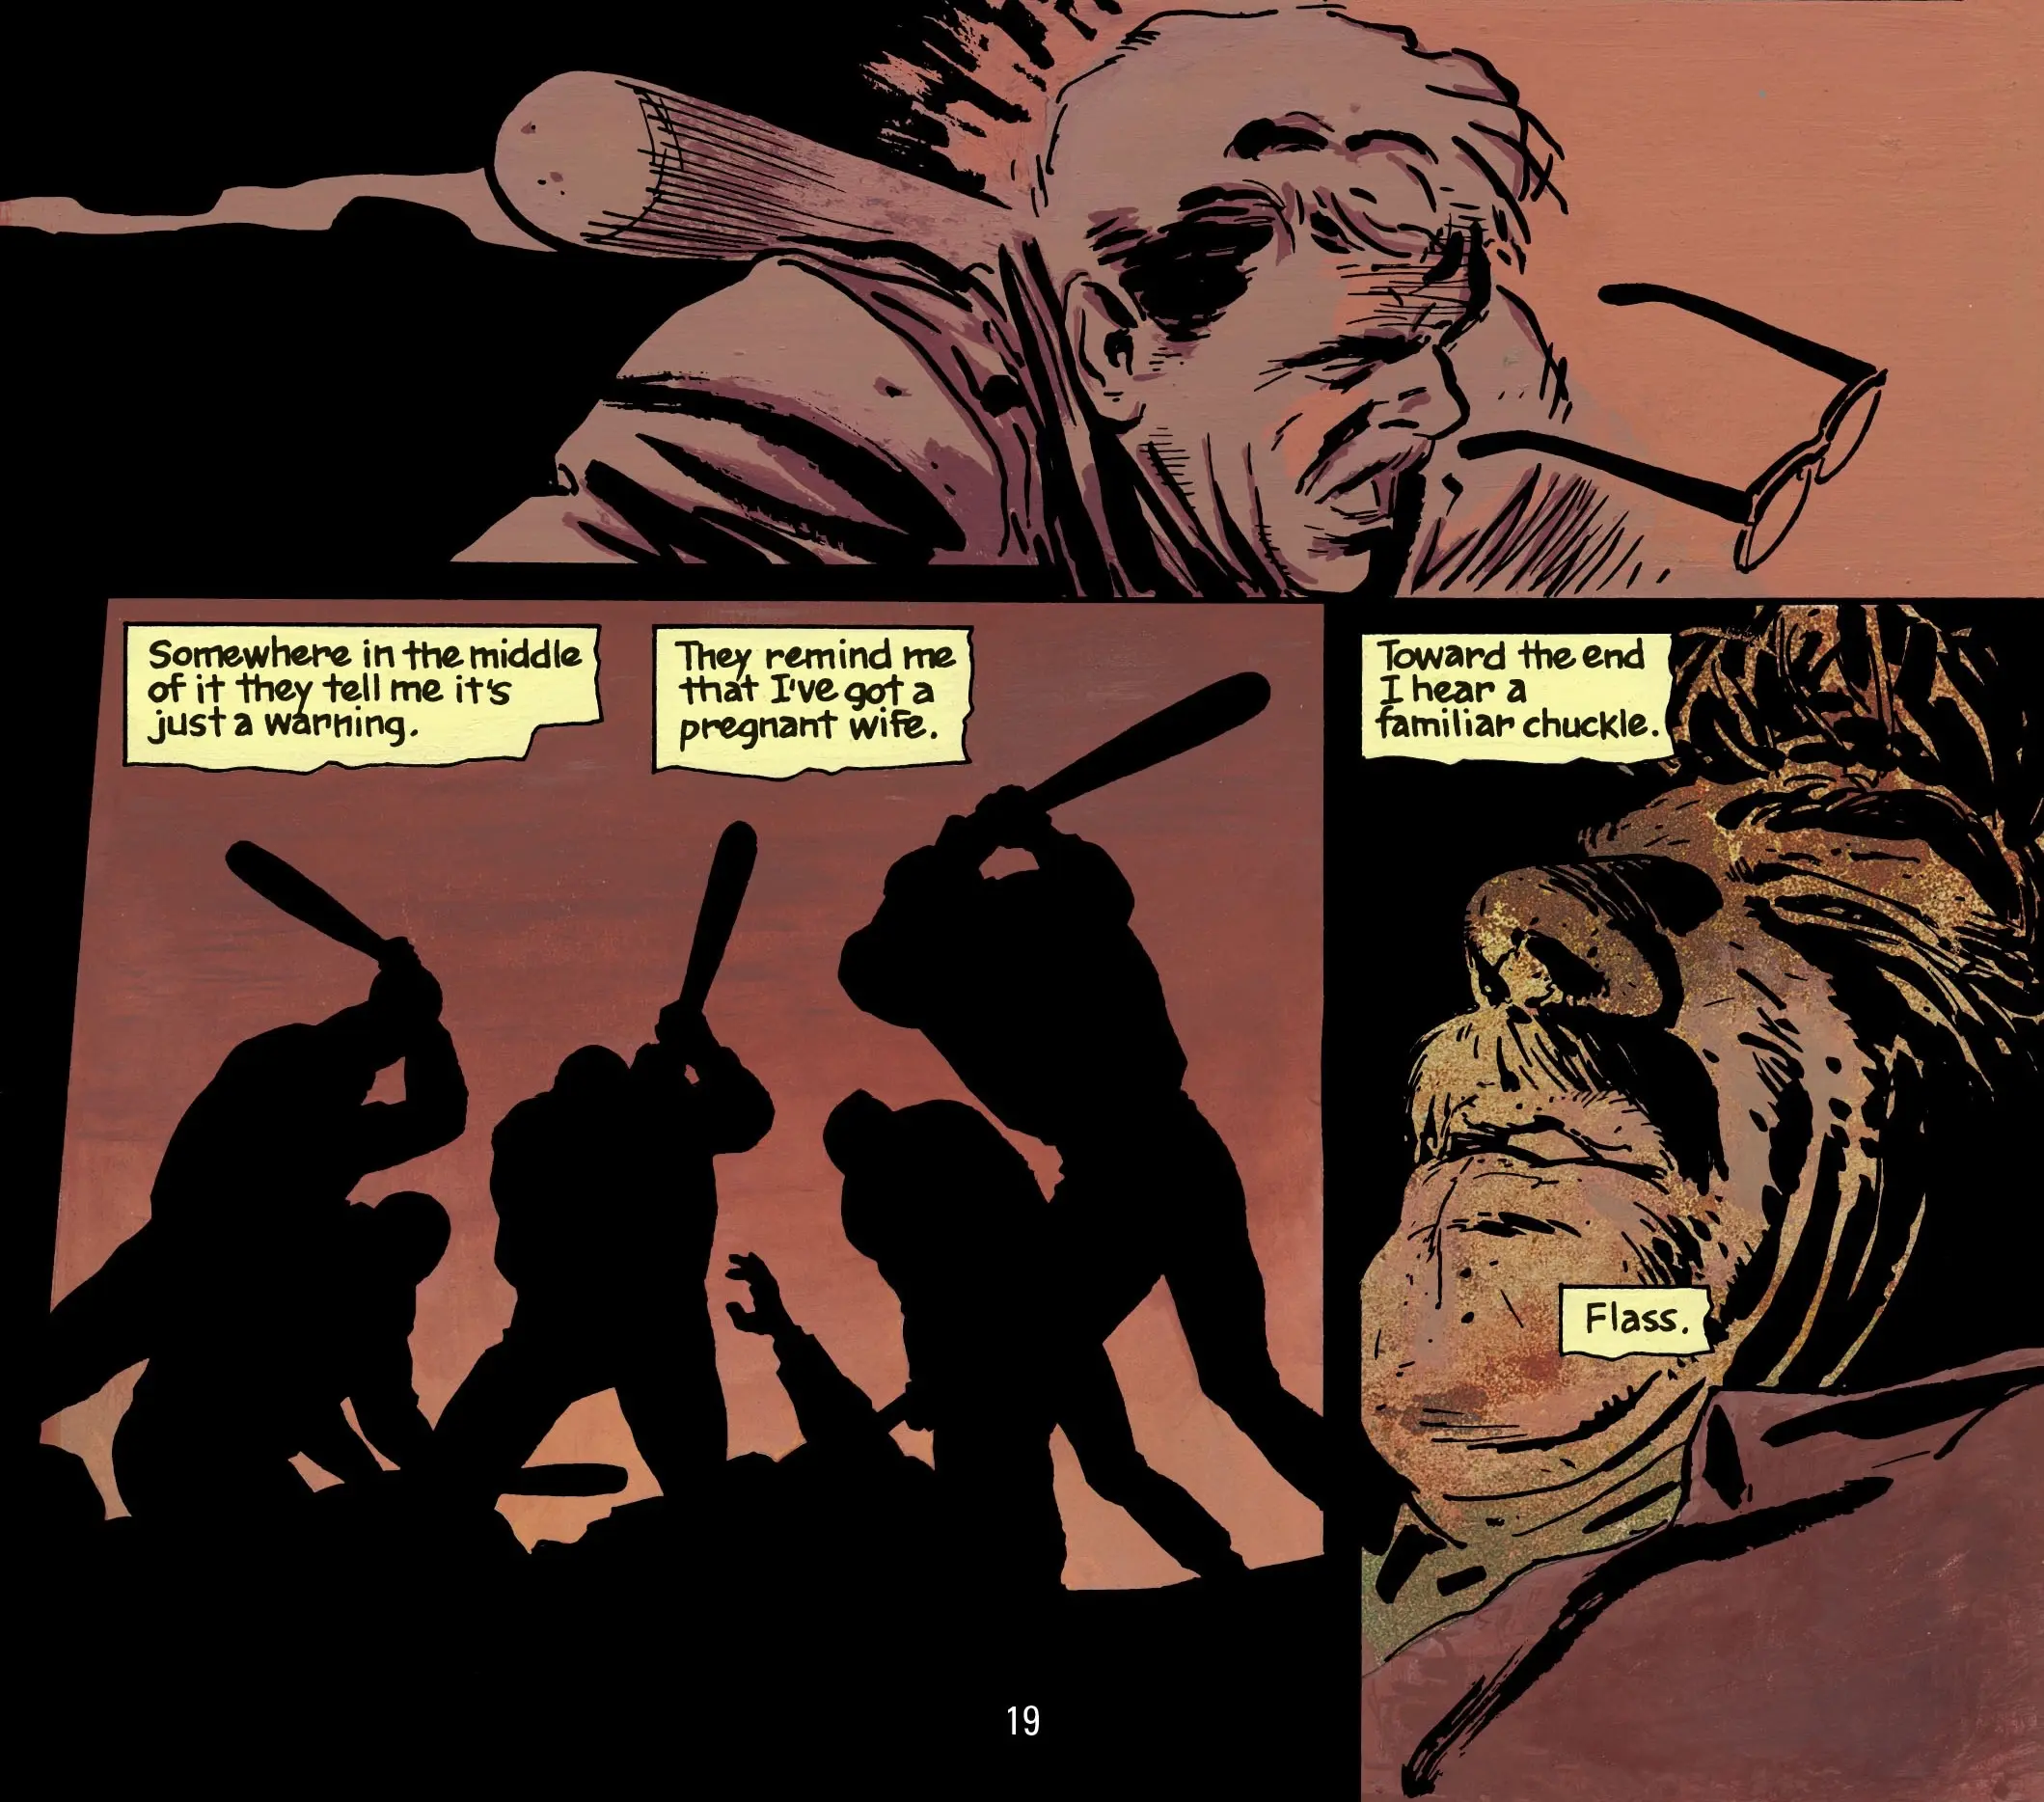 Somewhere in the middle
of it they tell me it's
just a warning.
They remind me
that I've got a
pregnant wife.
Toward the end
I hear a
familiar chuckle.
Flass.
19